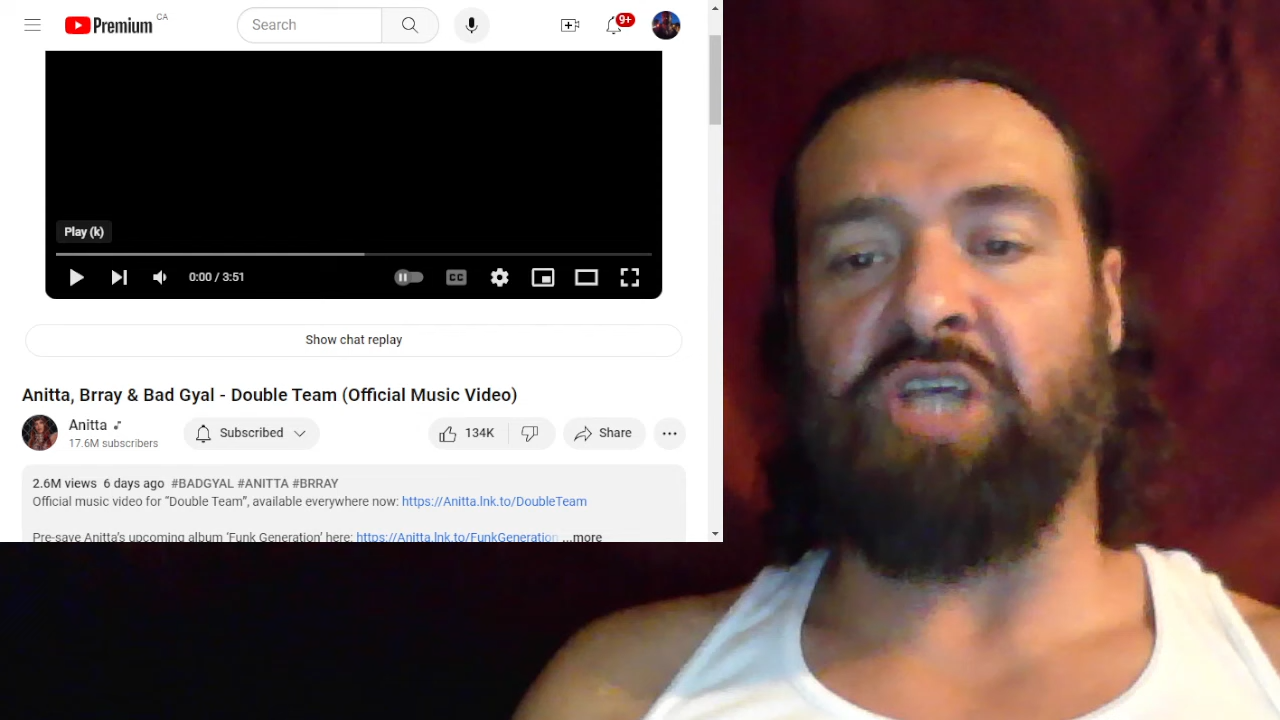 Premium CA
Search
9+
Play (k)
0:00 / 3:51
CC
Show chat replay
Anitta, Brray & Bad Gyal - Double Team (Official Music Video)
Anitta
17.6M subscribers
Subscribed
134K
Share
2.6M views 6 days ago #BADGYAL #ANITTA #BRRAY
Official music video for “Double Team”, available everywhere now: https://Anitta.lnk.to/DoubleTeam
Pre-save Anitta's upcoming album ‘Funk Generation’ here: https://Anitta.lnk.to/FunkGeneration ...more